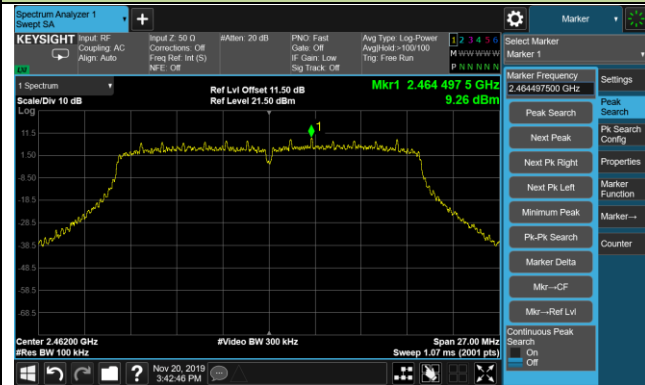 Spectrum Analyzer 1
Swept SA
+
Marker
KEYSIGHT
Input: RF
Coupling: AC
Align: Auto
Input Z: 50 Ω
Corrections: Off
Freq Ref: Int (S)
NFE: Off
#Atten: 20 dB
PNO: Fast
Gate: Off
IF Gain: Low
Sig Track: Off
Avg Type: Log-Power
Avg|Hold:>100/100
Trig: Free Run
1 2 3 4 5 6
M W W W W W
P N N N N N
LXI
Select Marker
Marker 1
1 Spectrum
Scale/Div 10 dB
Log
Ref Lvl Offset 11.50 dB
Ref Level 21.50 dBm
Mkr1 2.464 497 5 GHz
9.26 dBm
Marker Frequency
2.464497500 GHz
Peak Search
Next Peak
Next Pk Right
Next Pk Left
Minimum Peak
Pk-Pk Search
Marker Delta
Mkr→CF
Mkr→Ref Lvl
Continuous Peak
Search
On
Off
Settings
Peak
Search
Pk Search
Config
Properties
Marker
Function
Marker→
Counter
1
11.5
1.50
-8.50
-18.5
-28.5
-38.5
-48.5
-58.5
-68.5
Center 2.46200 GHz
#Res BW 100 kHz
#Video BW 300 kHz
Span 27.00 MHz
Sweep 1.07 ms (2001 pts)
?
Nov 20, 2019
3:42:46 PM